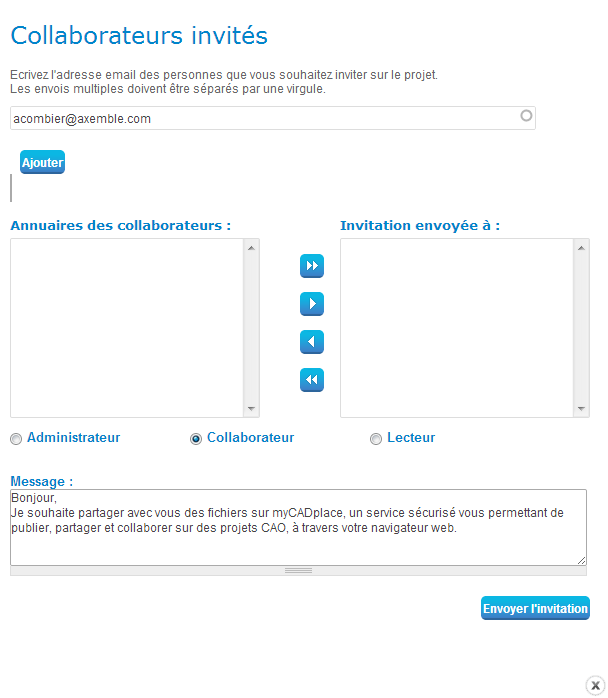 Collaborateurs invités
Ecrivez l'adresse email des personnes que vous souhaitez inviter sur le projet.
Les envois multiples doivent être séparés par une virgule.
acombier@axemble.com
Ajouter
Annuaires des collaborateurs :
Invitation envoyée à :
Administrateur
Collaborateur
Lecteur
Message :
Bonjour,
Je souhaite partager avec vous des fichiers sur myCADplace, un service sécurisé vous permettant de
publier, partager et collaborer sur des projets CAO, à travers votre navigateur web.
Envoyer l'invitation